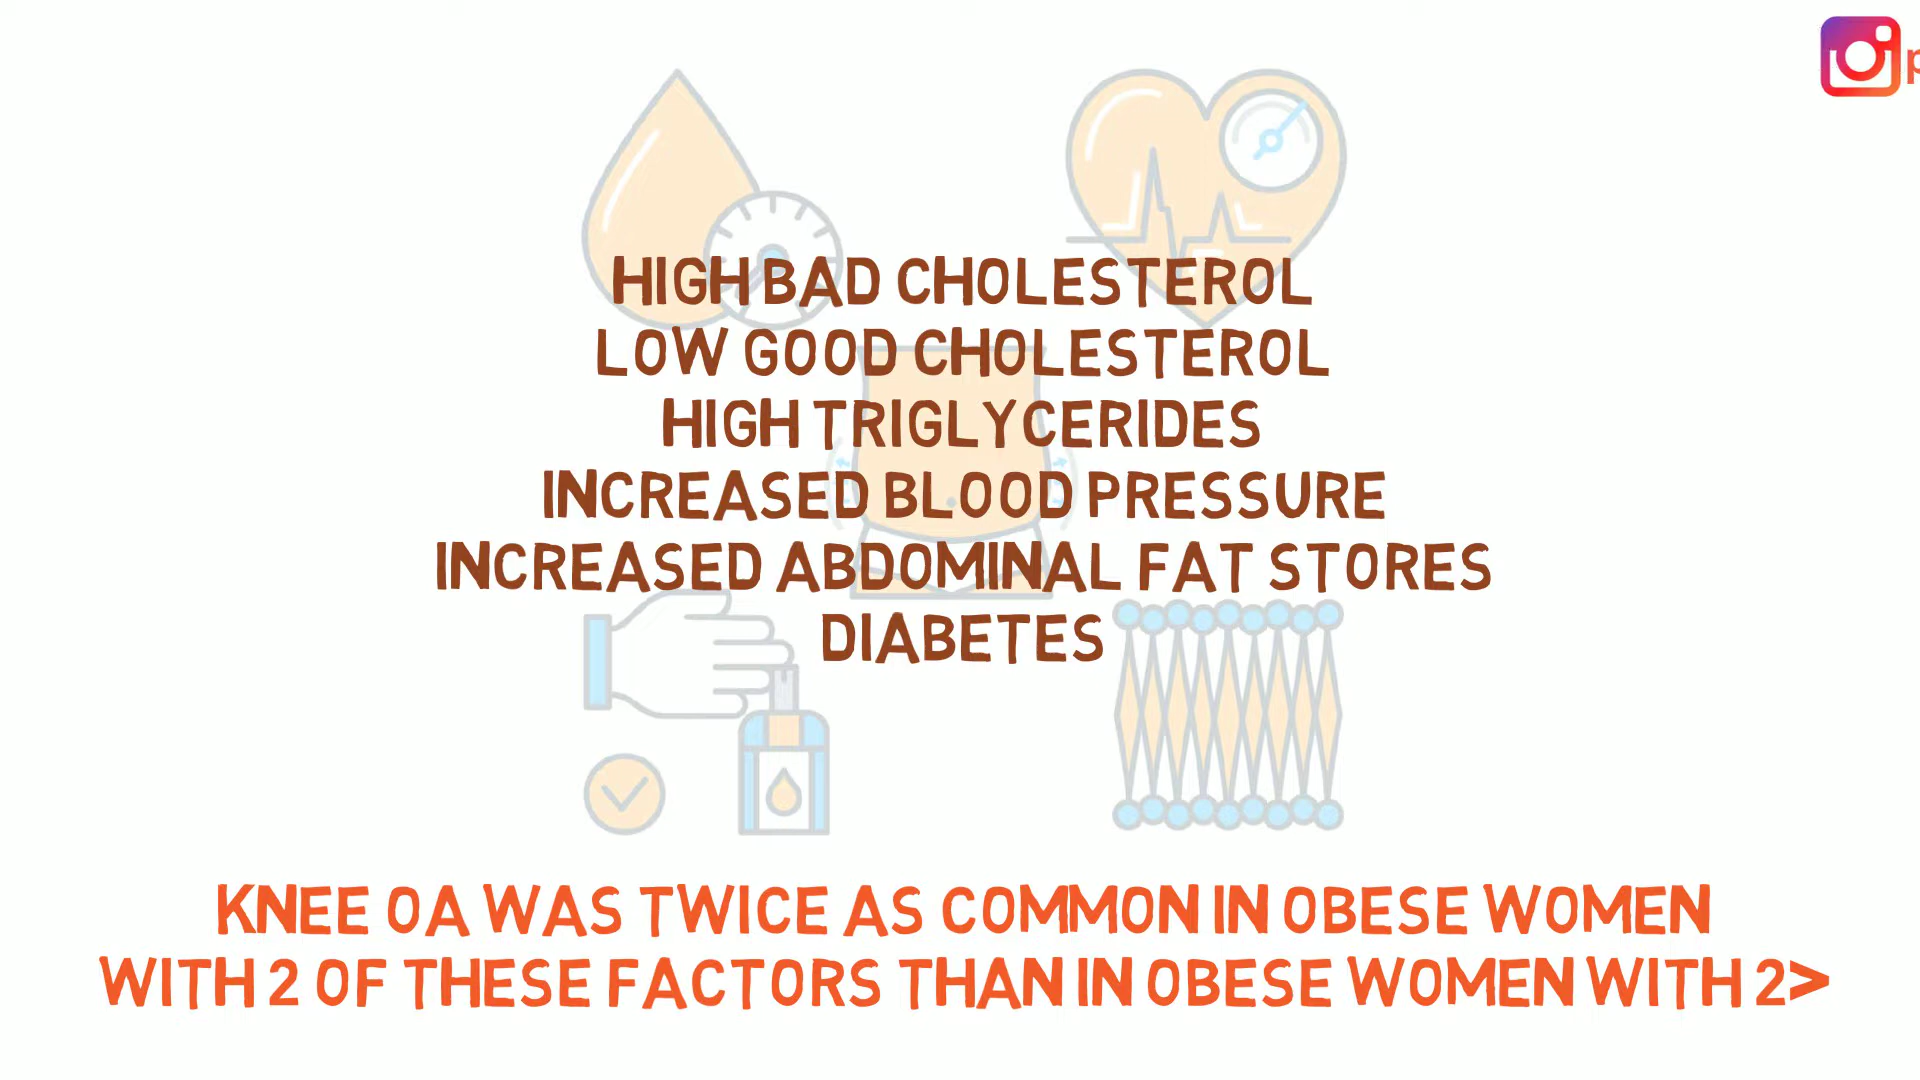 HIGH BAD CHOLESTEROL
LOW GOOD CHOLESTEROL
HIGH TRIGLYCERIDES
INCREASED BLOOD PRESSURE
INCREASED ABDOMINAL FAT STORES
DIABETES
KNEE OA WAS TWICE AS COMMON IN OBESE WOMEN
WITH 2 OF THESE FACTORS THAN IN OBESE WOMEN WITH 2>